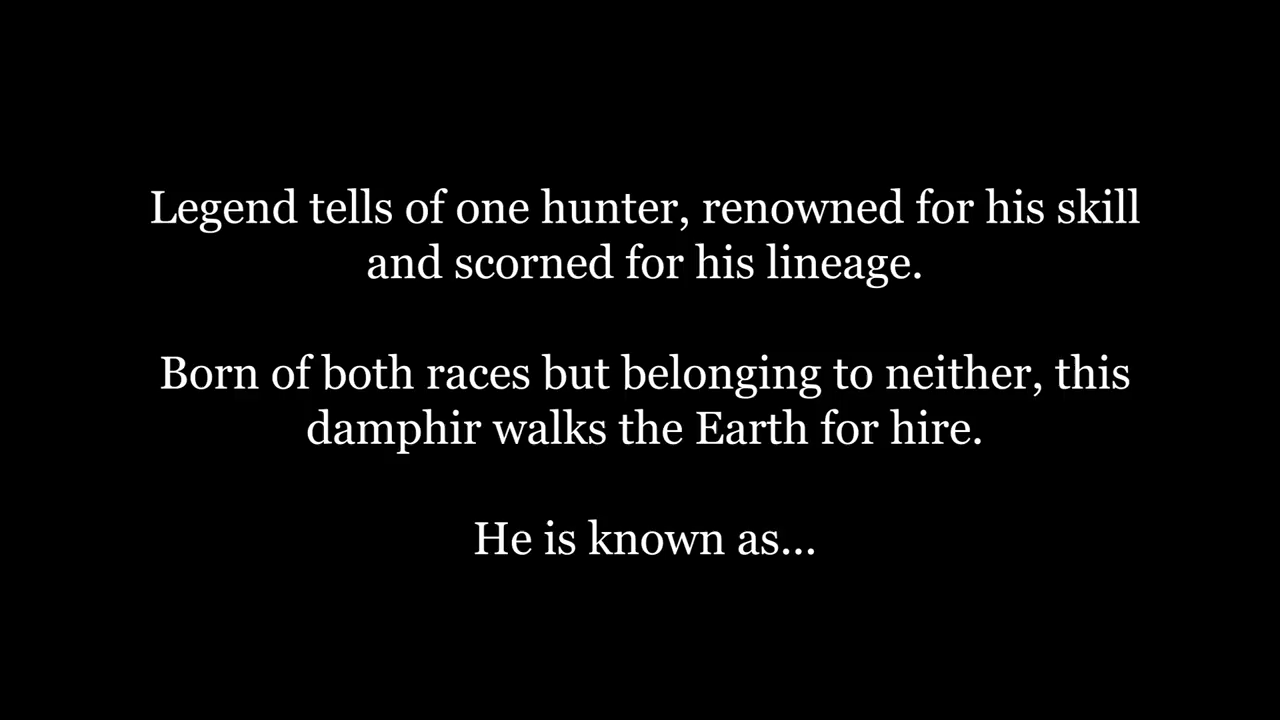 Legend tells of one hunter, renowned for his skill
and scorned for his lineage.
Born of both races but belonging to neither, this
damphir walks the Earth for hire.
He is known as...